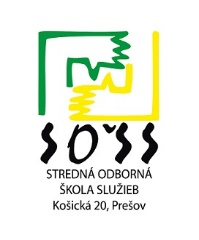 SOŠS
STREDNÁ ODBORNÁ
ŠKOLA SLUŽIEB
Košická 20, Prešov